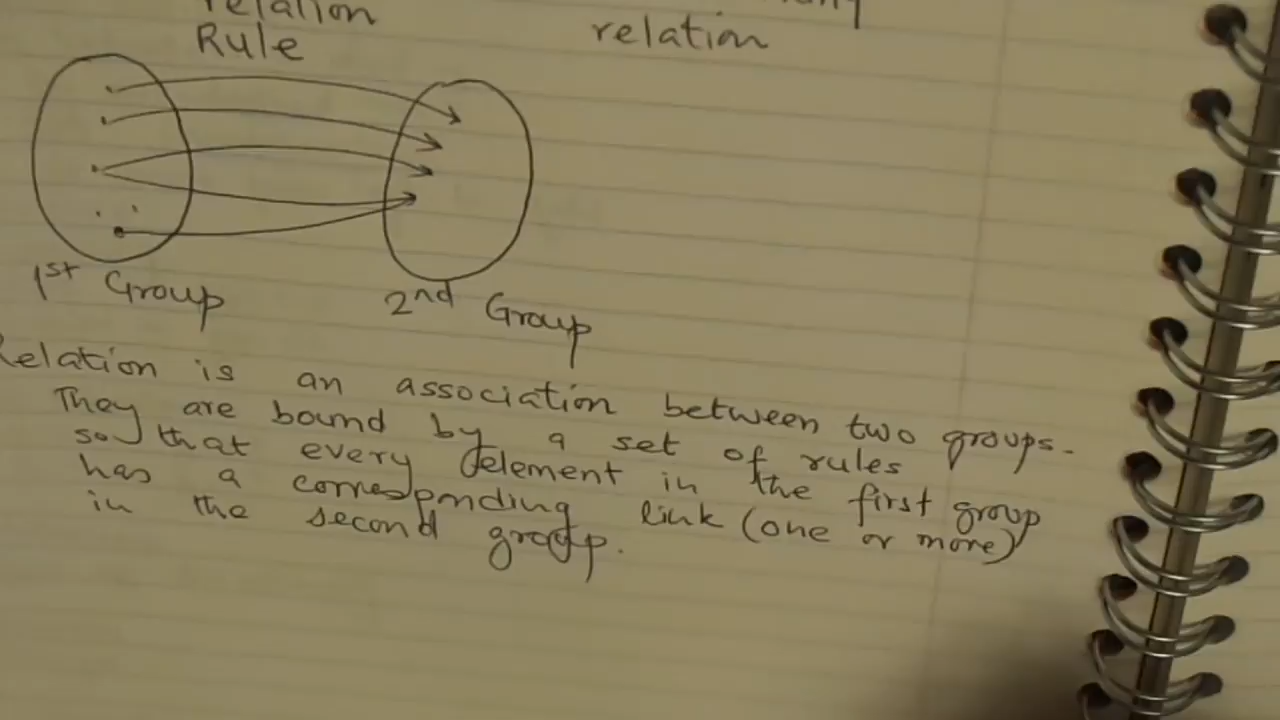 relation
Rule
relation
1st Group
2nd Group
Relation is an association between two groups.
They are bound by a set of rules
so that every element in the first group
has a corresponding link (one or more)
in the second group.